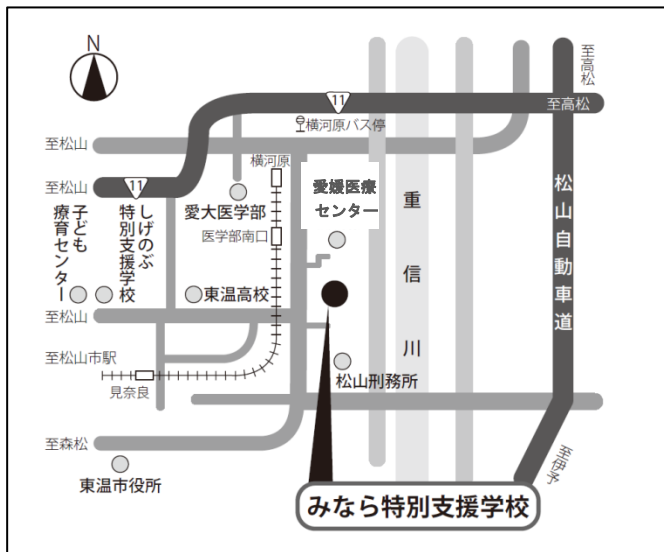 N
至高松
11
至高松
横河原バス停
至松山
横河原
愛媛医療
センター
至松山
11
子ども
療育センター
しげのぶ
特別支援学校
愛大医学部
医学部南口
重信川
松山自動車道
東温高校
至松山
至松山市駅
見奈良
松山刑務所
至森松
東温市役所
至伊予
みなら特別支援学校